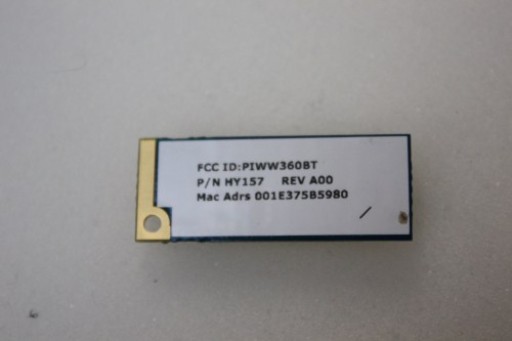 FCC ID:PIWW360BT
P/N HY157 REV A00
Mac Adrs 001E375B5980